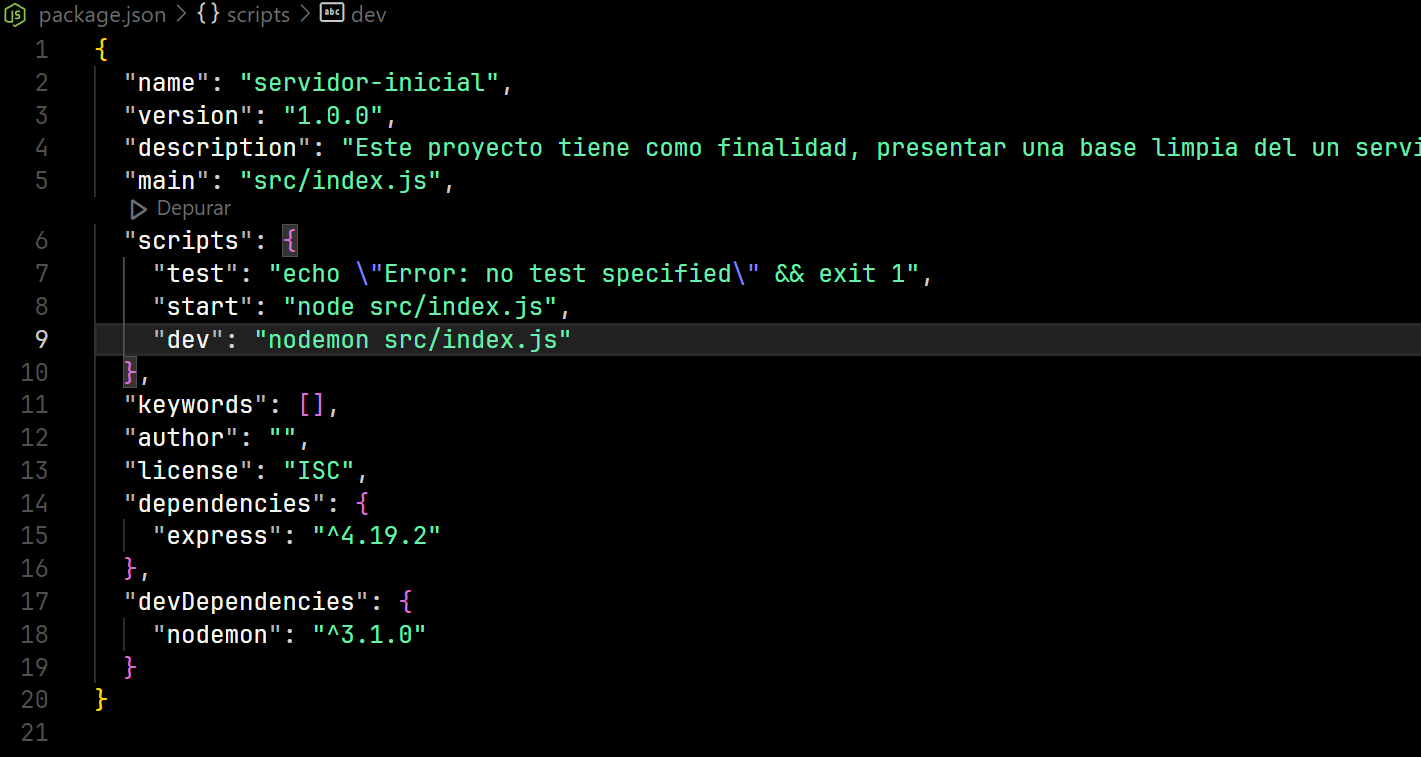 package.json > {} scripts > abc dev
1 {
2 "name": "servidor-inicial",
3 "version": "1.0.0",
4 "description": "Este proyecto tiene como finalidad, presentar una base limpia del un servi
5 "main": "src/index.js",
Depurar
6 "scripts": {
7 "test": "echo \"Error: no test specified\" && exit 1",
8 "start": "node src/index.js",
9 "dev": "nodemon src/index.js"
10 },
11 "keywords": [],
12 "author": "",
13 "license": "ISC",
14 "dependencies": {
15 "express": "^4.19.2"
16 },
17 "devDependencies": {
18 "nodemon": "^3.1.0"
19 }
20 }
21